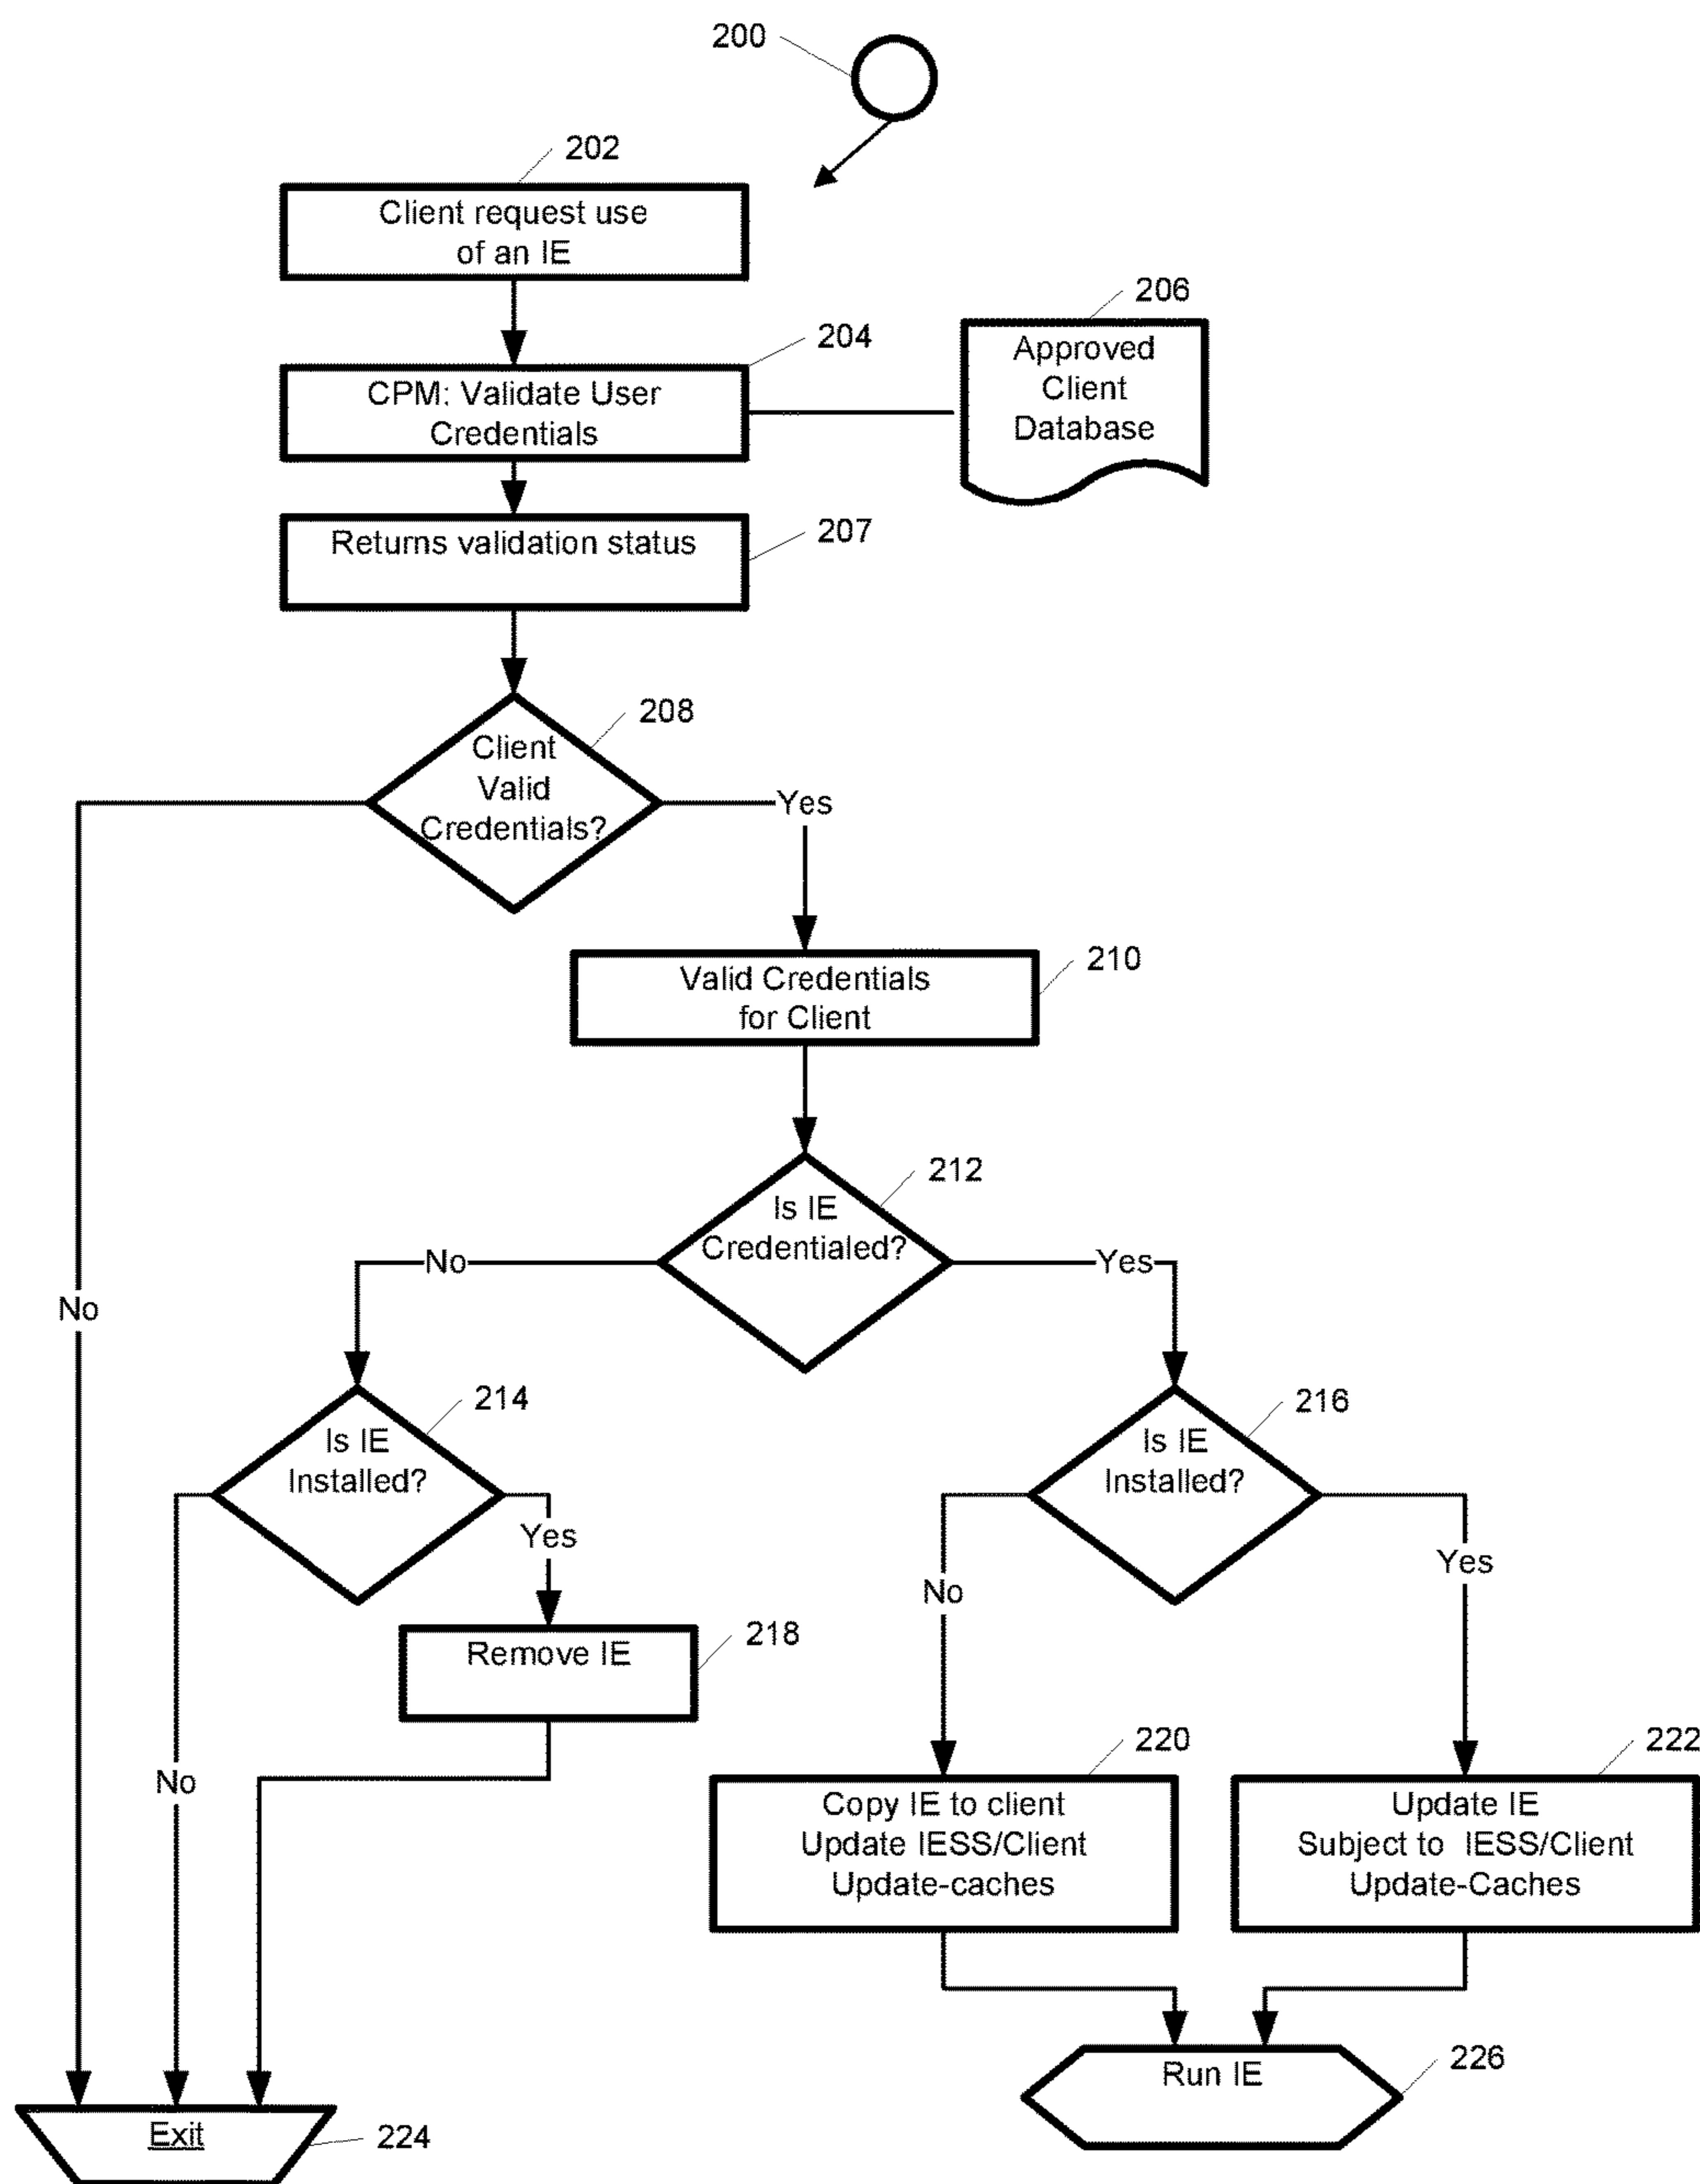 200
202
Client request use
of an IE
206
Approved
Client
Database
204
CPM: Validate User
Credentials
207
Returns validation status
208
Client
Valid
Credentials?
Yes
210
Valid Credentials
for Client
212
Is IE
Credentialed?
No
Yes
No
214
Is IE
Installed?
216
Is IE
Installed?
Yes
No
Yes
218
Remove IE
No
220
Copy IE to client
Update IESS/Client
Update-caches
222
Update IE
Subject to IESS/Client
Update-Caches
Run IE
226
Exit
224